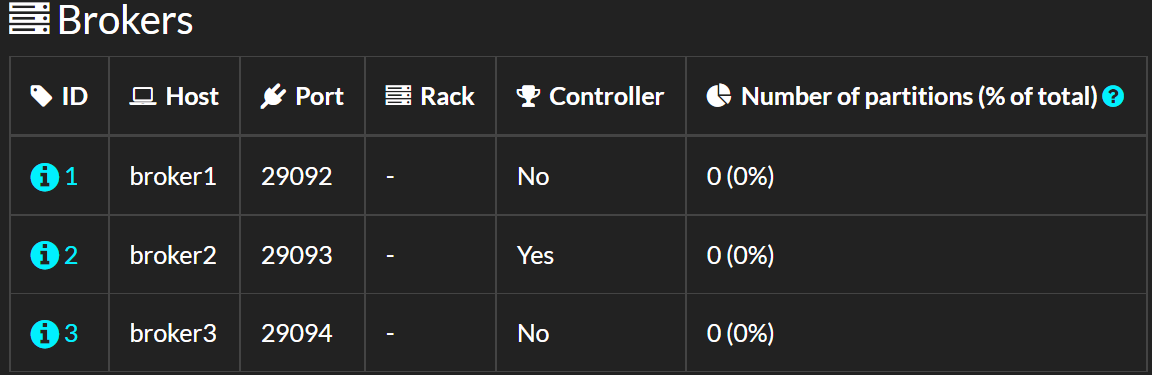 Brokers
ID Host Port Rack Controller Number of partitions (% of total) ?
1 broker1 29092 - No 0 (0%)
2 broker2 29093 - Yes 0 (0%)
3 broker3 29094 - No 0 (0%)